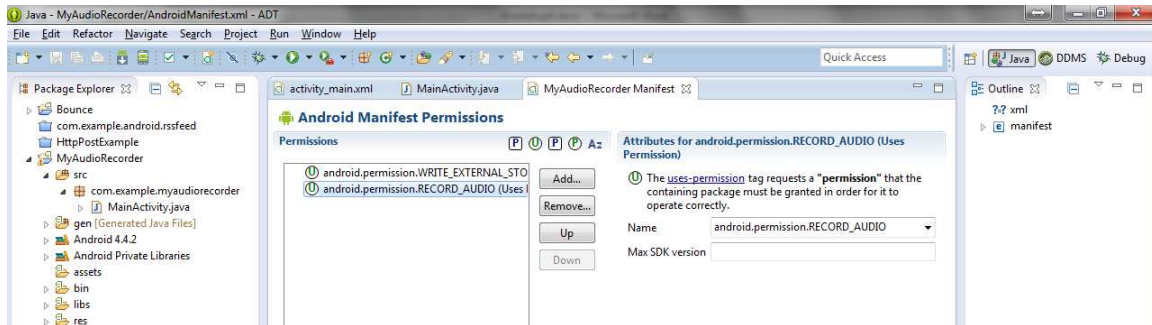 Java - MyAudioRecorder/AndroidManifest.xml - ADT
File Edit Refactor Navigate Search Project Run Window Help
Quick Access
Java DDMS Debug
Package Explorer
Bounce
com.example.android.rssfeed
HttpPostExample
MyAudioRecorder
src
com.example.myaudiorecorder
MainActivity.java
gen [Generated Java Files]
Android 4.4.2
Android Private Libraries
assets
bin
libs
res
activity_main.xml MainActivity.java MyAudioRecorder Manifest
Android Manifest Permissions
Permissions
P U P P Az
U android.permission.WRITE_EXTERNAL_STO
U android.permission.RECORD_AUDIO (Uses
Add...
Remove...
Up
Down
Attributes for android.permission.RECORD_AUDIO (Uses
Permission)
U The uses-permission tag requests a "permission" that the
containing package must be granted in order for it to
operate correctly.
Name android.permission.RECORD_AUDIO
Max SDK version
Outline
?-? xml
e manifest